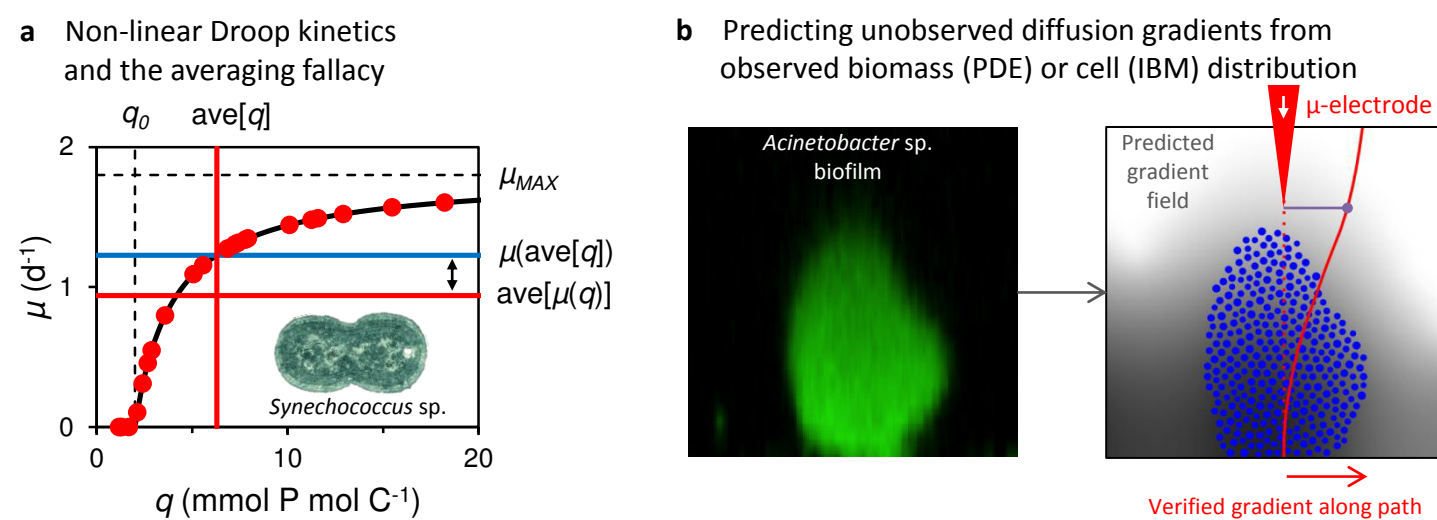 a Non-linear Droop kinetics
and the averaging fallacy
q0 ave[q]
2
1
0
μ (d-1)
0 10 20
q (mmol P mol C-1)
μMAX
μ(ave[q])
ave[μ(q)]
Synechococcus sp.
b Predicting unobserved diffusion gradients from
observed biomass (PDE) or cell (IBM) distribution
Acinetobacter sp.
biofilm
μ-electrode
Predicted
gradient
field
Verified gradient along path